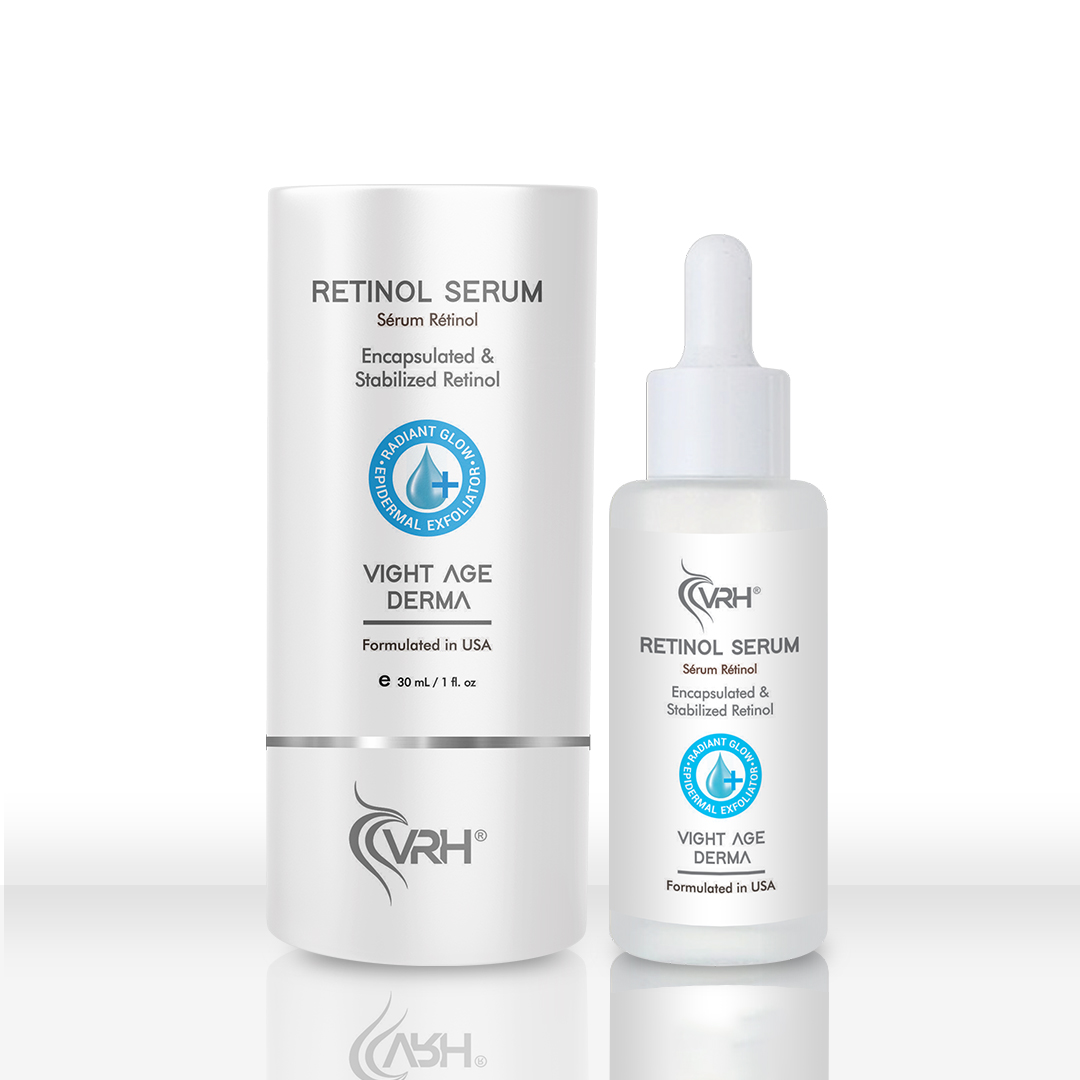 RETINOL SERUM
Sérum Rétinol
Encapsulated &
Stabilized Retinol
RADIANT GLOW
EPIDERMAL EXFOLIATOR
VIGHT AGE
DERMA
Formulated in USA
e 30 mL / 1 fl. oz
VRH®
VRH®
RETINOL SERUM
Sérum Rétinol
Encapsulated &
Stabilized Retinol
RADIANT GLOW
EPIDERMAL EXFOLIATOR
VIGHT AGE
DERMA
Formulated in USA
VRH®